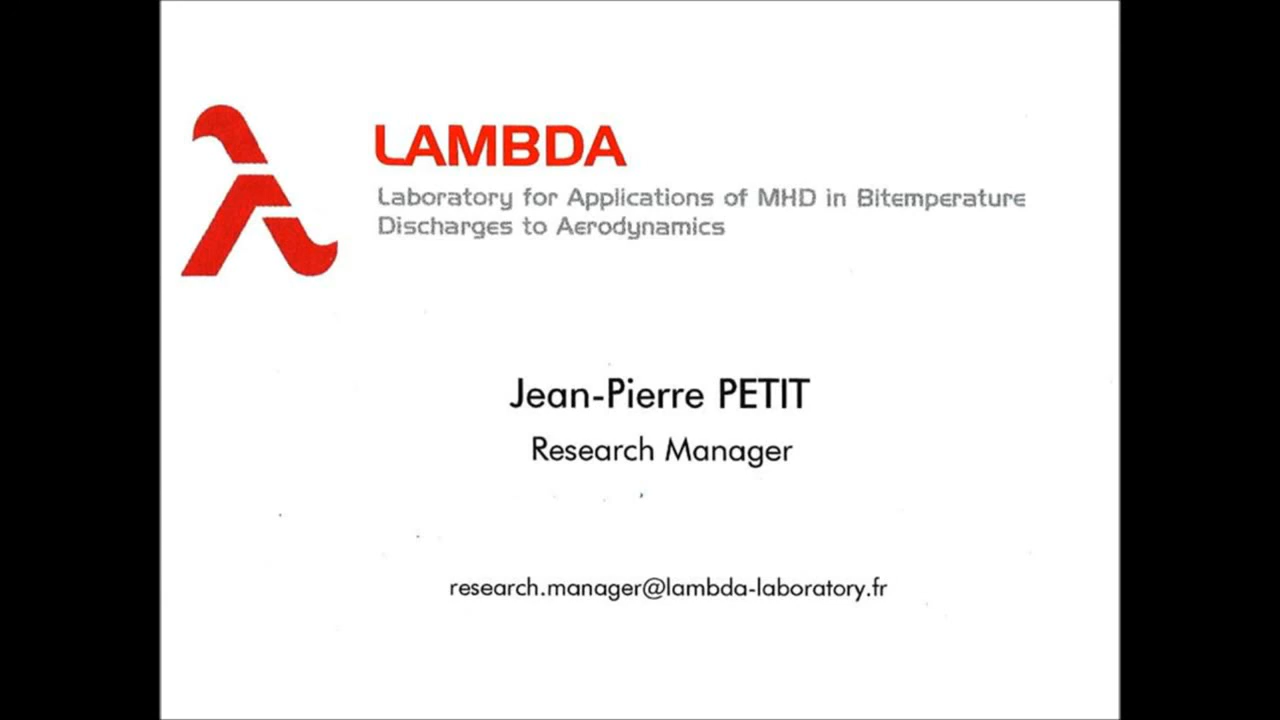 LAMBDA
Laboratory for Applications of MHD in Bitemperature
Discharges to Aerodynamics
Jean-Pierre PETIT
Research Manager
research.manager@lambda-laboratory.fr